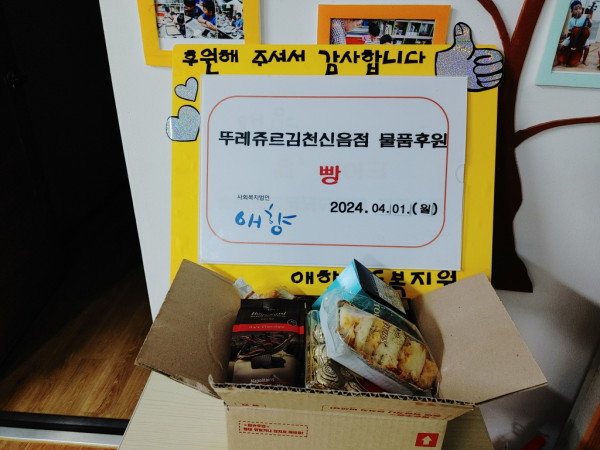 후원해 주셔서 감사합니다
뚜레쥬르김천신음점 물품후원
빵
사회복지법인
애향
2024. 04. 01. (월)